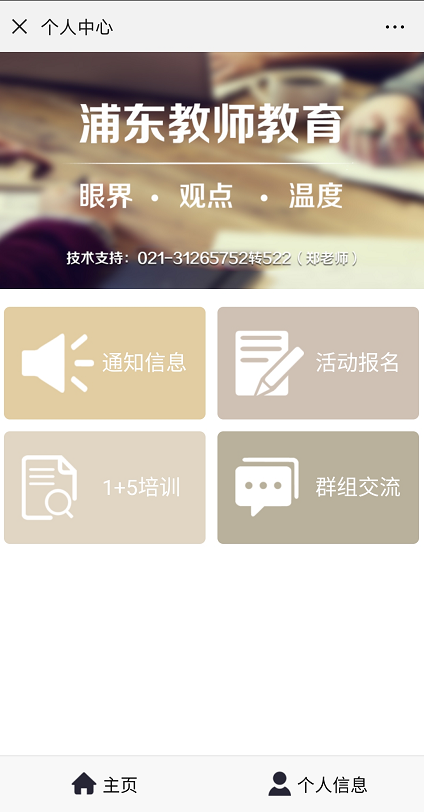 个人中心
浦东教师教育
眼界 • 观点 • 温度
技术支持：021-31265752转522（郑老师）
通知信息
活动报名
1+5培训
群组交流
主页
个人信息